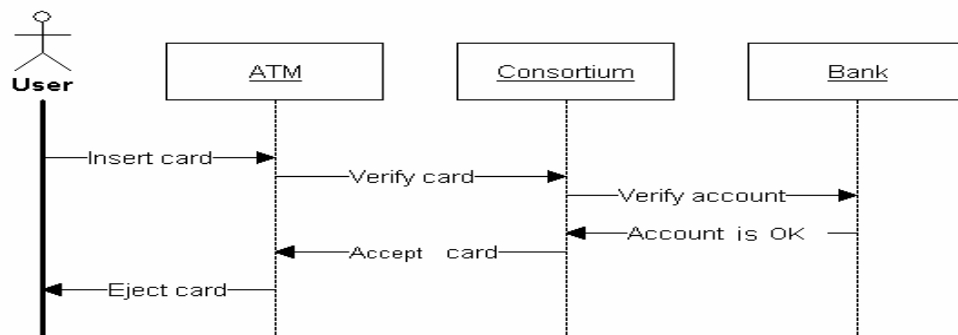 User
ATM
Consortium
Bank
Insert card
Verify card
Verify account
Account is OK
Accept card
Eject card